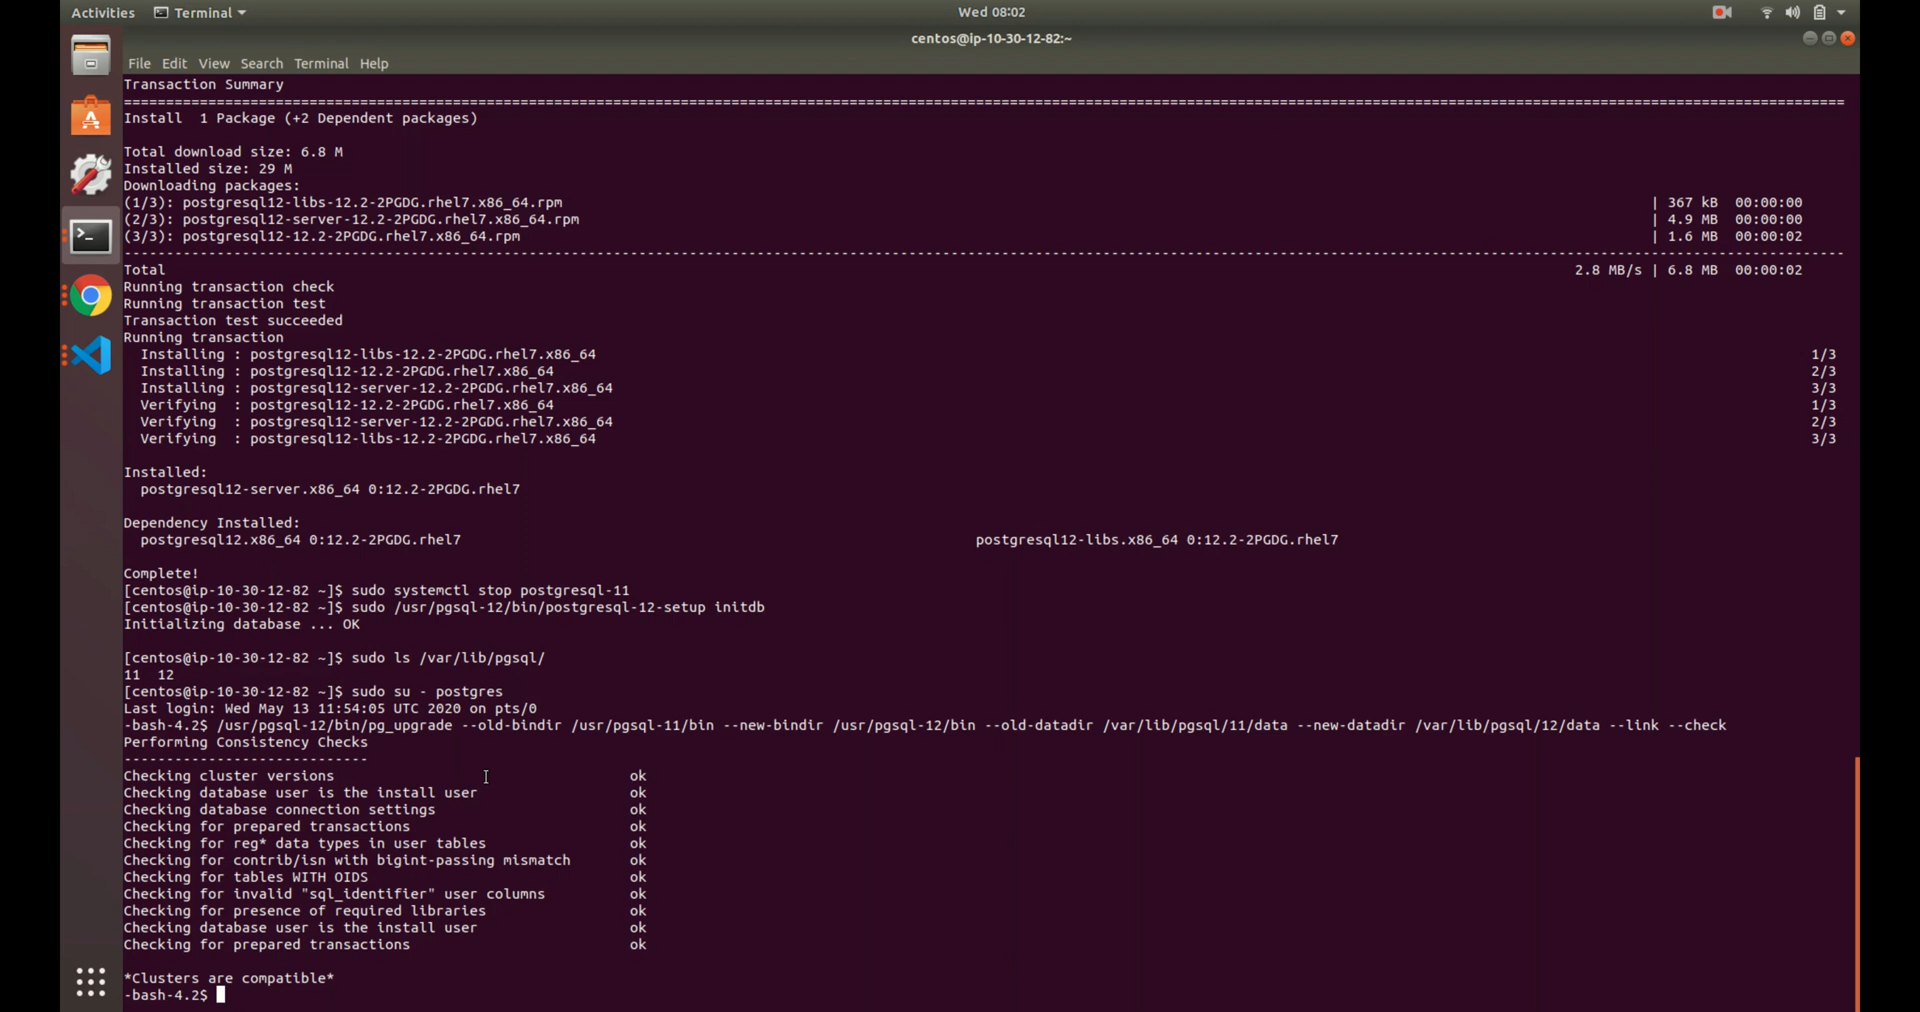 Activities Terminal Wed 08:02
centos@ip-10-30-12-82:~
File Edit View Search Terminal Help
Transaction Summary
================================================================================
Install  1 Package (+2 Dependent packages)
Total download size: 6.8 M
Installed size: 29 M
Downloading packages:
(1/3): postgresql12-libs-12.2-2PGDG.rhel7.x86_64.rpm | 367 kB 00:00:00
(2/3): postgresql12-server-12.2-2PGDG.rhel7.x86_64.rpm | 4.9 MB 00:00:00
(3/3): postgresql12-12.2-2PGDG.rhel7.x86_64.rpm | 1.6 MB 00:00:02
--------------------------------------------------------------------------------
Total 2.8 MB/s | 6.8 MB 00:00:02
Running transaction check
Running transaction test
Transaction test succeeded
Running transaction
Installing : postgresql12-libs-12.2-2PGDG.rhel7.x86_64 1/3
Installing : postgresql12-12.2-2PGDG.rhel7.x86_64 2/3
Installing : postgresql12-server-12.2-2PGDG.rhel7.x86_64 3/3
Verifying  : postgresql12-12.2-2PGDG.rhel7.x86_64 1/3
Verifying  : postgresql12-server-12.2-2PGDG.rhel7.x86_64 2/3
Verifying  : postgresql12-libs-12.2-2PGDG.rhel7.x86_64 3/3
Installed:
postgresql12-server.x86_64 0:12.2-2PGDG.rhel7
Dependency Installed:
postgresql12.x86_64 0:12.2-2PGDG.rhel7 postgresql12-libs.x86_64 0:12.2-2PGDG.rhel7
Complete!
[centos@ip-10-30-12-82 ~]$ sudo systemctl stop postgresql-11
[centos@ip-10-30-12-82 ~]$ sudo /usr/pgsql-12/bin/postgresql-12-setup initdb
Initializing database ... OK
[centos@ip-10-30-12-82 ~]$ sudo ls /var/lib/pgsql/
11  12
[centos@ip-10-30-12-82 ~]$ sudo su - postgres
Last login: Wed May 13 11:54:05 UTC 2020 on pts/0
-bash-4.2$ /usr/pgsql-12/bin/pg_upgrade --old-bindir /usr/pgsql-11/bin --new-bindir /usr/pgsql-12/bin --old-datadir /var/lib/pgsql/11/data --new-datadir /var/lib/pgsql/12/data --link --check
Performing Consistency Checks
-----------------------------
Checking cluster versions ok
Checking database user is the install user ok
Checking database connection settings ok
Checking for prepared transactions ok
Checking for reg* data types in user tables ok
Checking for contrib/isn with bigint-passing mismatch ok
Checking for tables WITH OIDS ok
Checking for invalid "sql_identifier" user columns ok
Checking for presence of required libraries ok
Checking database user is the install user ok
Checking for prepared transactions ok
*Clusters are compatible*
-bash-4.2$